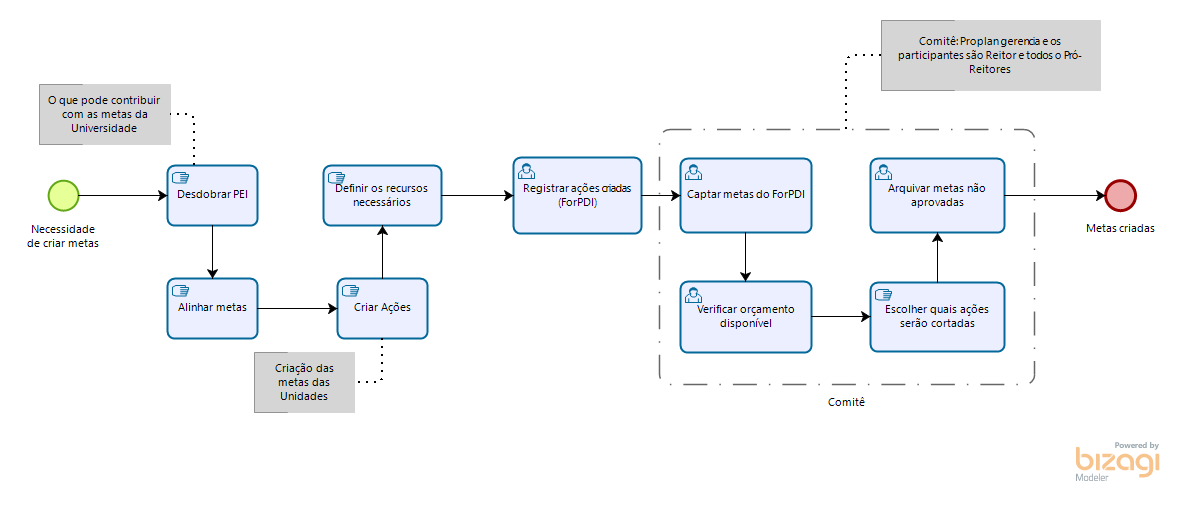 Comitê: Proplan gerencia e os
participantes são Reitor e todos o Pró-
Reitores
O que pode contribuir
com as metas da
Universidade
Necessidade
de criar metas
Desdobrar PEI
Definir os recursos
necessários
Registrar ações criadas
(ForPDI)
Captar metas do ForPDI
Arquivar metas não
aprovadas
Metas criadas
Alinhar metas
Criar Ações
Verificar orçamento
disponível
Escolher quais ações
serão cortadas
Criação das
metas das
Unidades
Comitê
Powered by
bizagi
Modeler